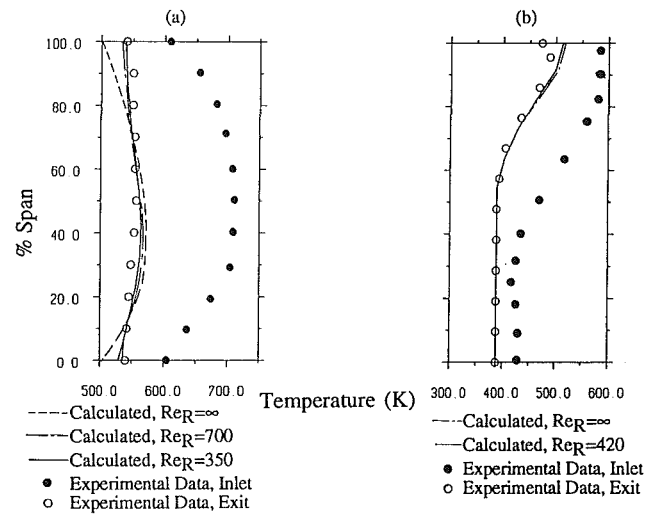 (a)
(b)
100.0
80.0
60.0
40.0
20.0
0 0
% Span
500.0
600.0
700.0
300.0
400.0
500.0
600.0
Temperature (K)
Calculated, ReR=∞
Calculated, ReR=700
Calculated, ReR=350
Experimental Data, Inlet
Experimental Data, Exit
Calculated, ReR=∞
Calculated, ReR=420
Experimental Data, Inlet
Experimental Data, Exit